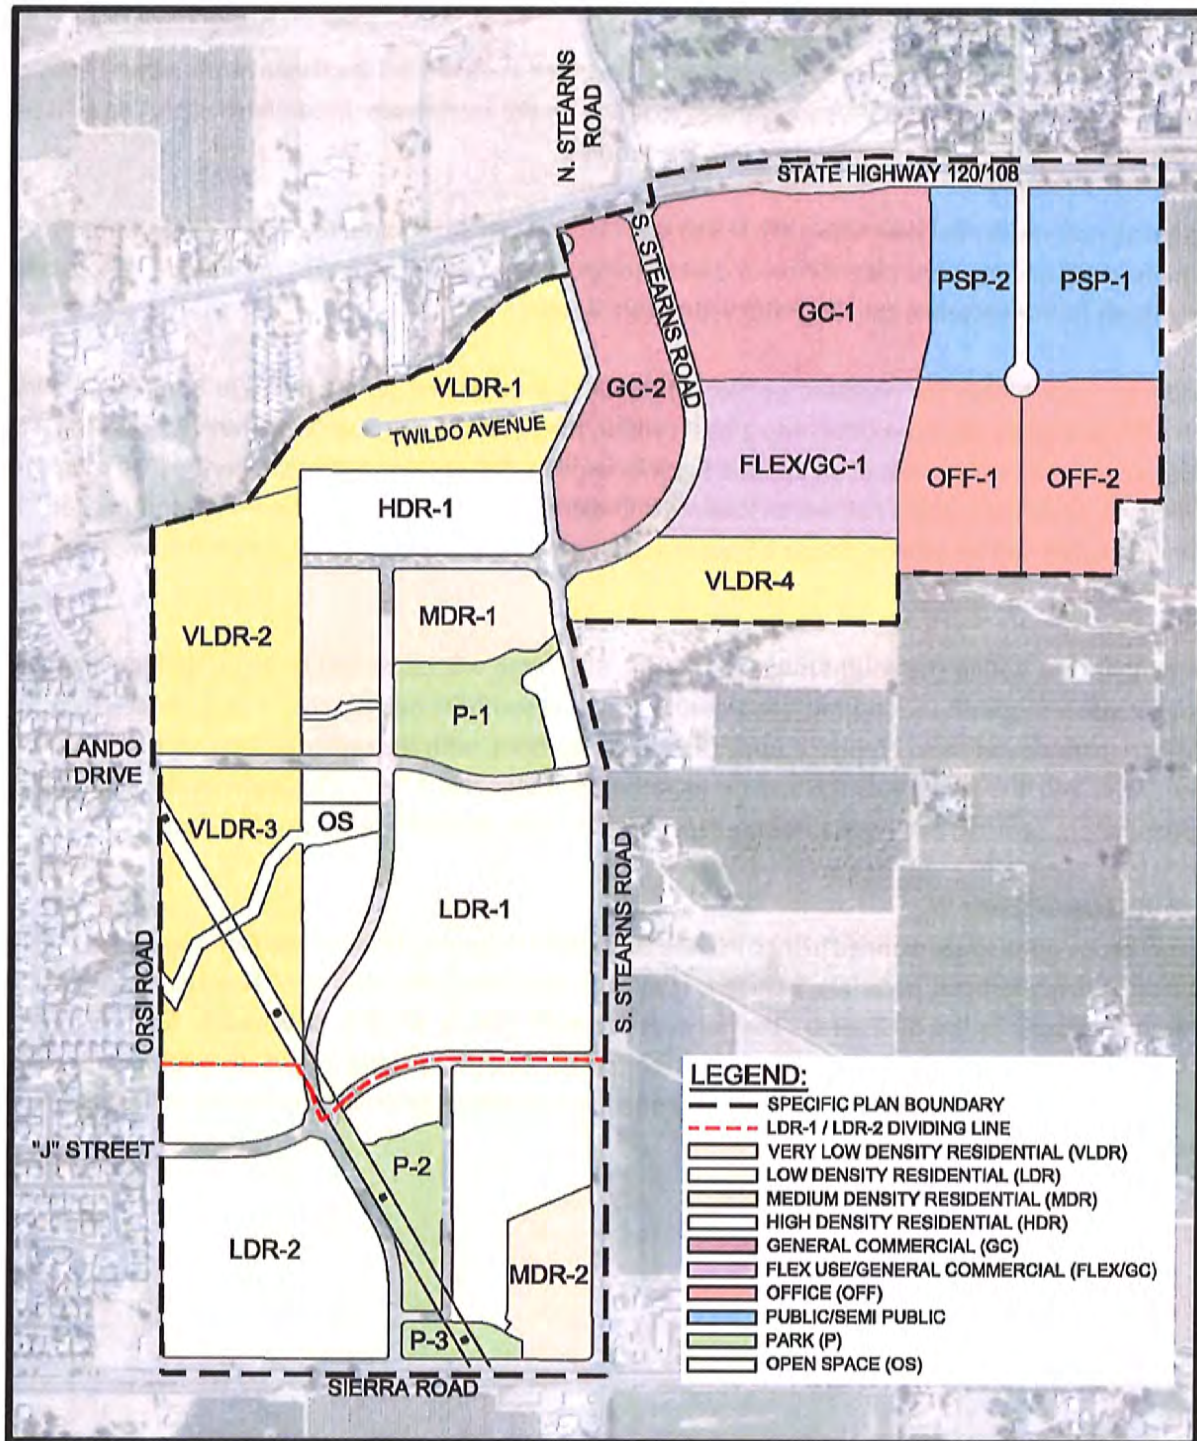 N. STEARNS
ROAD
STATE HIGHWAY 120/108
S. STEARNS ROAD
PSP-2
PSP-1
GC-1
VLDR-1
GC-2
TWILDO AVENUE
FLEX/GC-1
OFF-1
OFF-2
HDR-1
VLDR-4
MDR-1
VLDR-2
P-1
LANDO
DRIVE
VLDR-3
OS
LDR-1
S. STEARNS ROAD
ORSI ROAD
"J" STREET
P-2
LDR-2
MDR-2
P-3
SIERRA ROAD
LEGEND:
SPECIFIC PLAN BOUNDARY
LDR-1 / LDR-2 DIVIDING LINE
VERY LOW DENSITY RESIDENTIAL (VLDR)
LOW DENSITY RESIDENTIAL (LDR)
MEDIUM DENSITY RESIDENTIAL (MDR)
HIGH DENSITY RESIDENTIAL (HDR)
GENERAL COMMERCIAL (GC)
FLEX USE/GENERAL COMMERCIAL (FLEX/GC)
OFFICE (OFF)
PUBLIC/SEMI PUBLIC
PARK (P)
OPEN SPACE (OS)